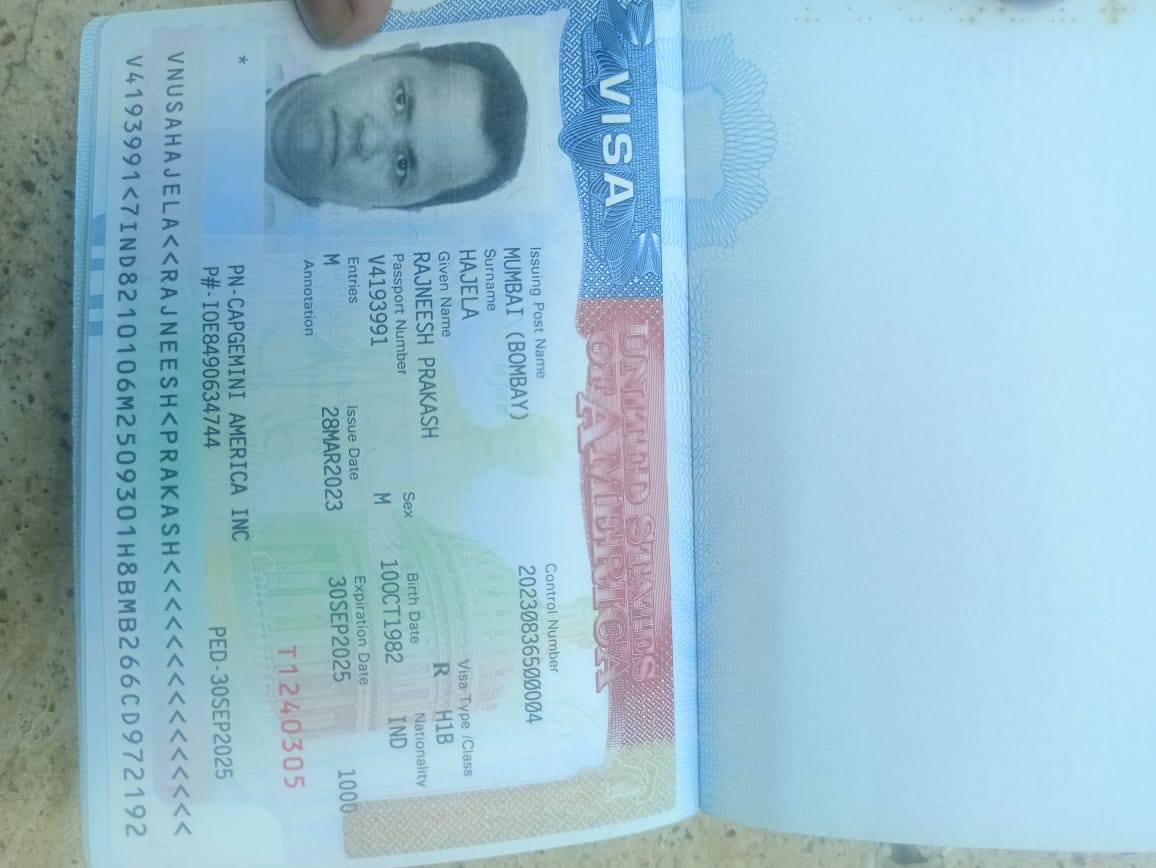 VISA
UNITED STATES
OF AMERICA
Issuing Post Name
MUMBAI (BOMBAY)
Control Number
20230836500004
Surname
HAJELA
Visa Type /Class
R H1B
Given Name
RAJNEESH PRAKASH
Passport Number
V4193991
Sex
M
Birth Date
10OCT1982
Nationality
IND
Entries
M
Issue Date
28MAR2023
Expiration Date
30SEP2025
1000
Annotation
T1240305
*
PN-CAPGEMINI AMERICA INC
P#-IOE8490634744
PED-30SEP2025
VNUSAHAJELA<<RAJNEESH<PRAKASH<<<<<<<<<<<<<<<
V4193991<7IND8210106M2509301H8BMB266CD972192